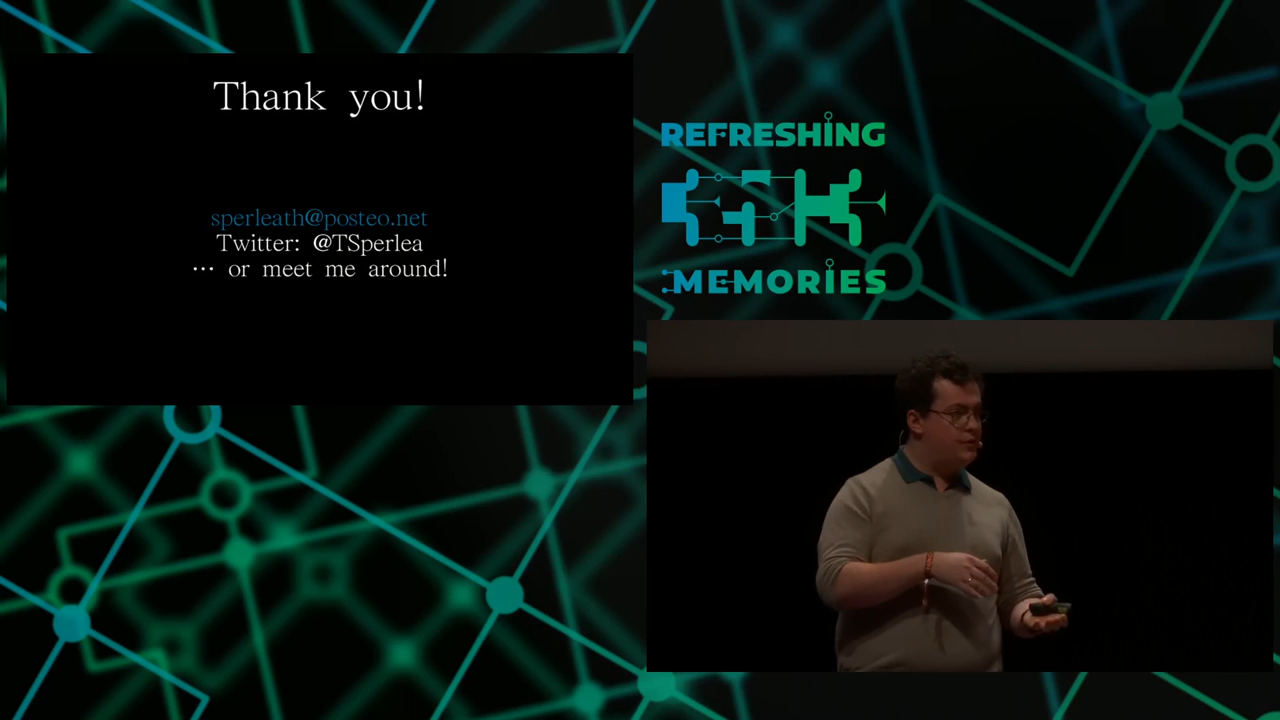 Thank you!
sperleath@posteo.net
Twitter: @TSperlea
… or meet me around!
REFRESHING
MEMORIES